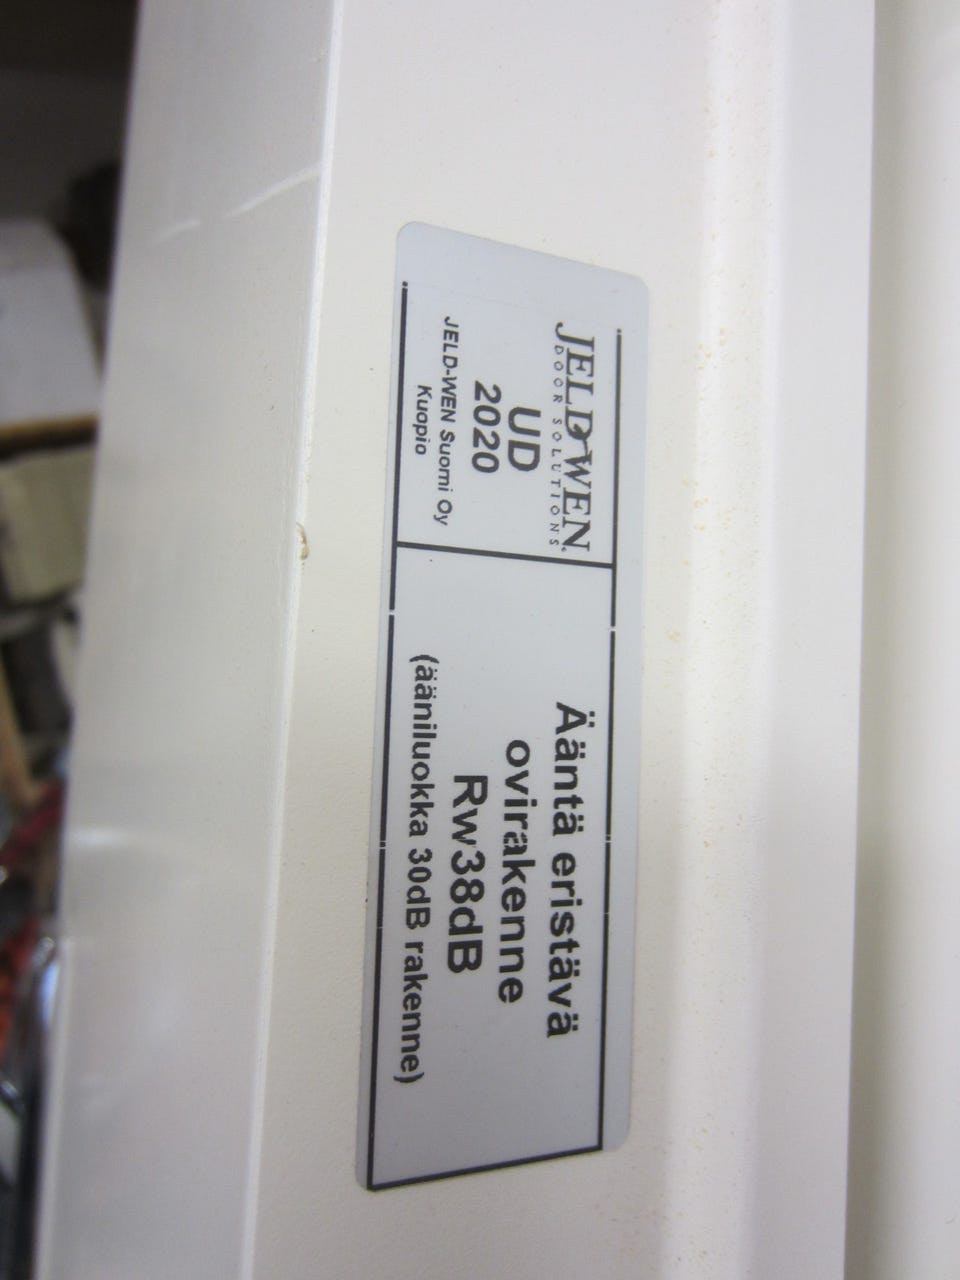 JELD-WEN
DOOR SOLUTIONS
UD
2020
JELD-WEN Suomi Oy
Kuopio
Ääntä eristävä
ovirakenne
Rw38dB
(ääniluokka 30dB rakenne)